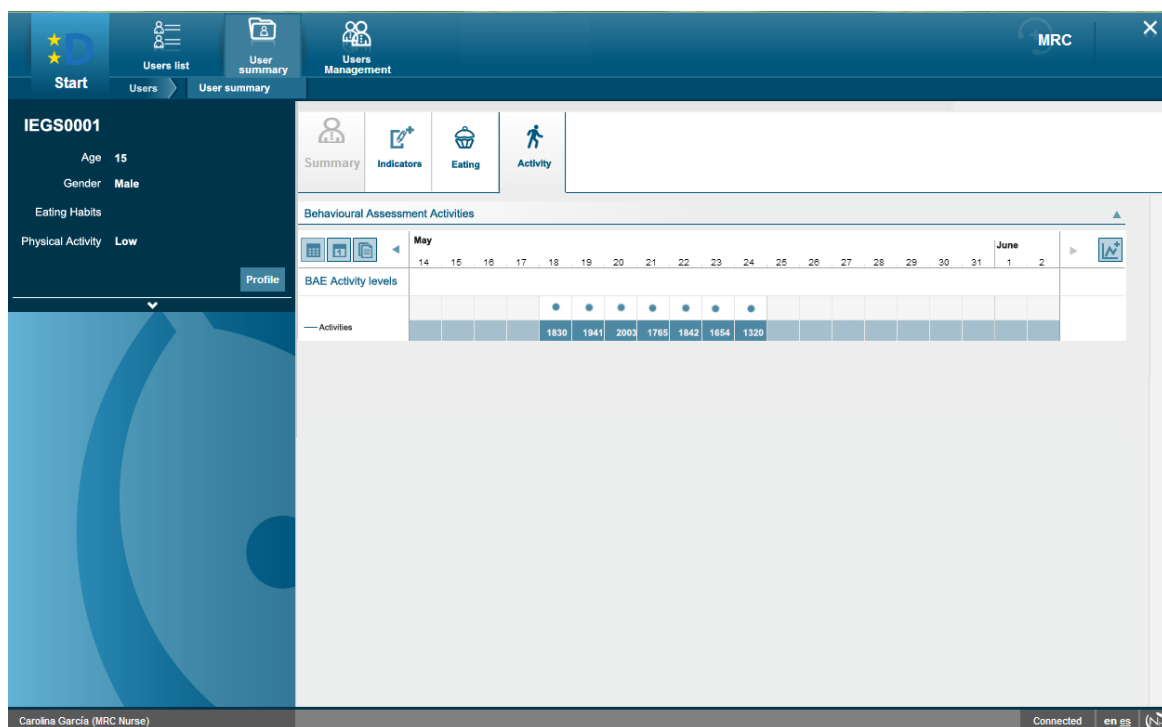 D
Start
Users list
User
summary
Users
Management
MRC
Users
User summary
IEGS0001
Age 15
Gender Male
Eating Habits
Physical Activity Low
Profile
Summary
Indicators
Eating
Activity
Behavioural Assessment Activities
May
June
14 15 16 17 18 19 20 21 22 23 24 25 26 27 28 29 30 31 1 2
BAE Activity levels
Activities
1830 1941 2003 1765 1842 1654 1320
Carolina García (MRC Nurse)
Connected
en es